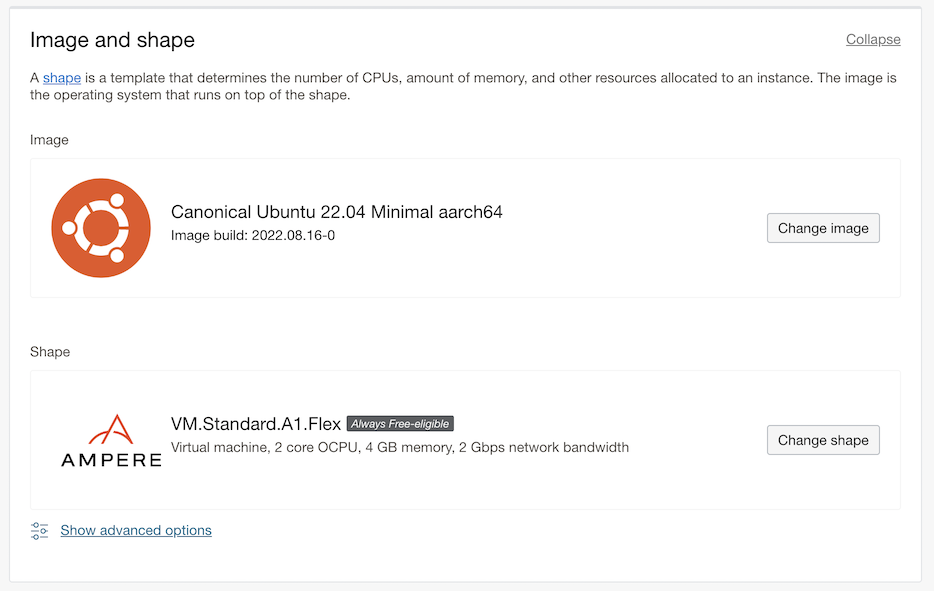 Image and shape
Collapse
A shape is a template that determines the number of CPUs, amount of memory, and other resources allocated to an instance. The image is
the operating system that runs on top of the shape.
Image
Canonical Ubuntu 22.04 Minimal aarch64
Image build: 2022.08.16-0
Change image
Shape
AMPERE
VM.Standard.A1.Flex Always Free-eligible
Virtual machine, 2 core OCPU, 4 GB memory, 2 Gbps network bandwidth
Change shape
Show advanced options